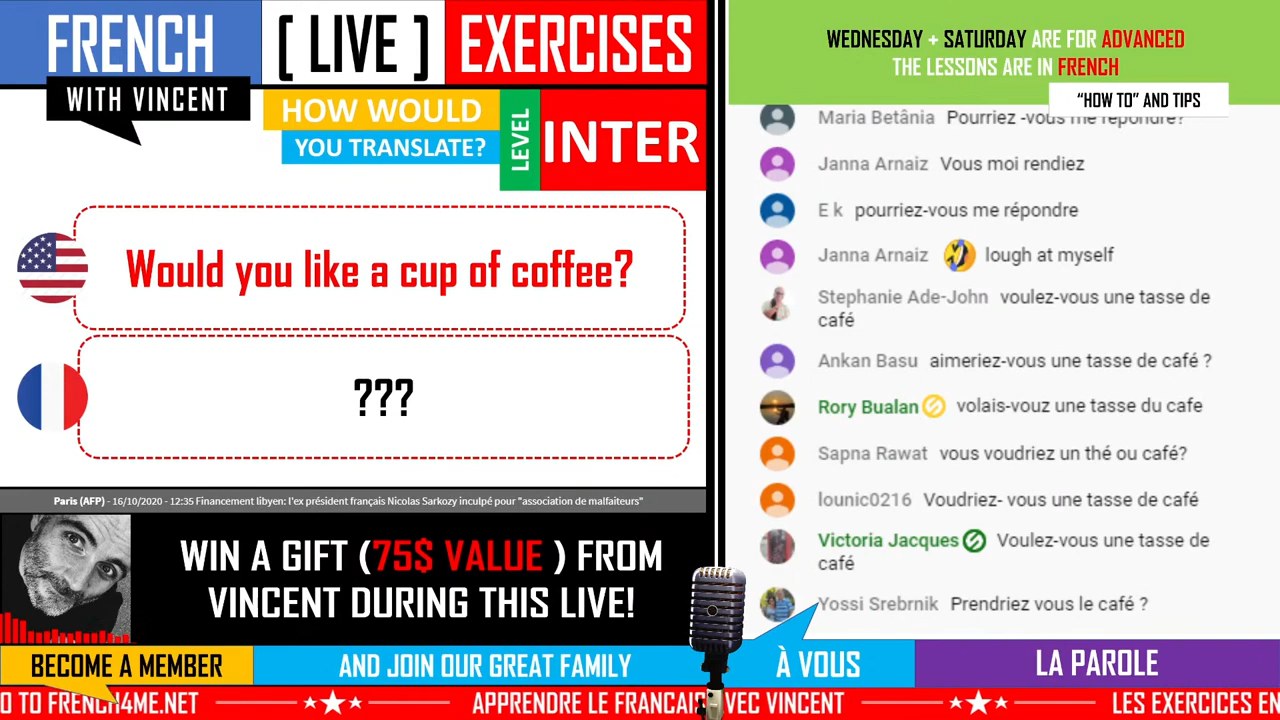 FRENCH
[ LIVE ]
EXERCISES
WITH VINCENT
HOW WOULD
YOU TRANSLATE?
LEVEL
INTER
Would you like a cup of coffee?
???
Paris (AFP) - 16/10/2020 - 12:35 Financement libyen: l'ex président français Nicolas Sarkozy inculpé pour "association de malfaiteurs"
WIN A GIFT (75$ VALUE ) FROM
VINCENT DURING THIS LIVE!
WEDNESDAY + SATURDAY ARE FOR ADVANCED
THE LESSONS ARE IN FRENCH
“HOW TO” AND TIPS
Maria Betânia Pourriez -vous me répondre?
Janna Arnaiz Vous moi rendiez
E k pourriez-vous me répondre
Janna Arnaiz 🤣 lough at myself
Stephanie Ade-John voulez-vous une tasse de
café
Ankan Basu aimeriez-vous une tasse de café ?
Rory Bualan volais-vouz une tasse du cafe
Sapna Rawat vous voudriez un thé ou café?
lounic0216 Voudriez- vous une tasse de café
Victoria Jacques Voulez-vous une tasse de
café
Yossi Srebrnik Prendriez vous le café ?
BECOME A MEMBER
AND JOIN OUR GREAT FAMILY
À VOUS
LA PAROLE
O TO FRENCH4ME.NET
APPRENDRE LE FRANCAIS AVEC VINCENT
LES EXERCICES EN